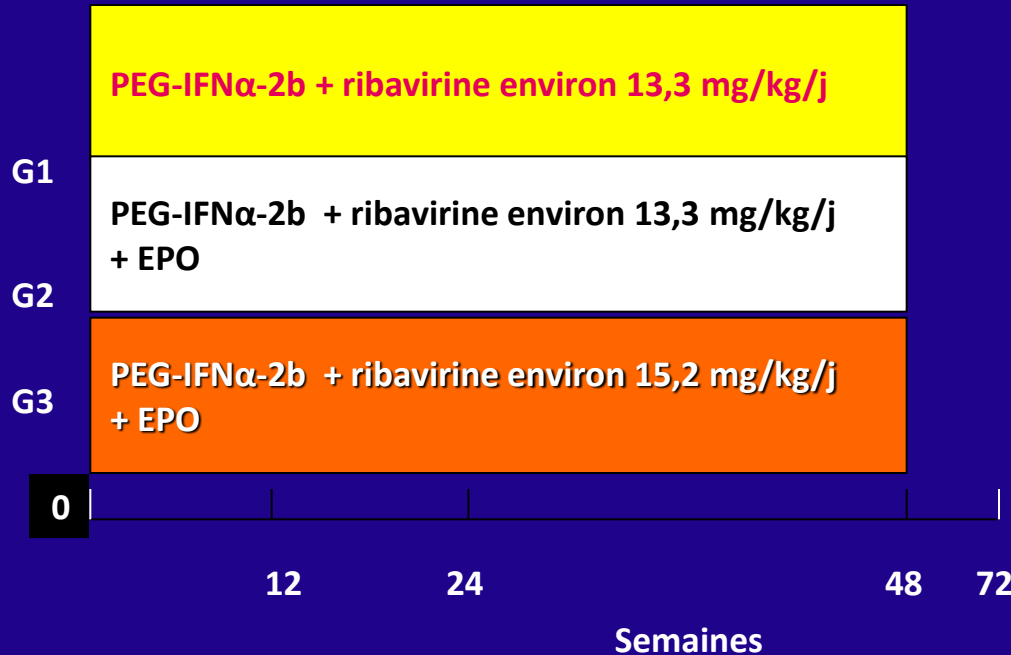 PEG-IFNα-2b + ribavirine environ 13,3 mg/kg/j
G1
PEG-IFNα-2b + ribavirine environ 13,3 mg/kg/j
+ EPO
G2
PEG-IFNα-2b + ribavirine environ 15,2 mg/kg/j
+ EPO
G3
0
12 24 48 72
Semaines